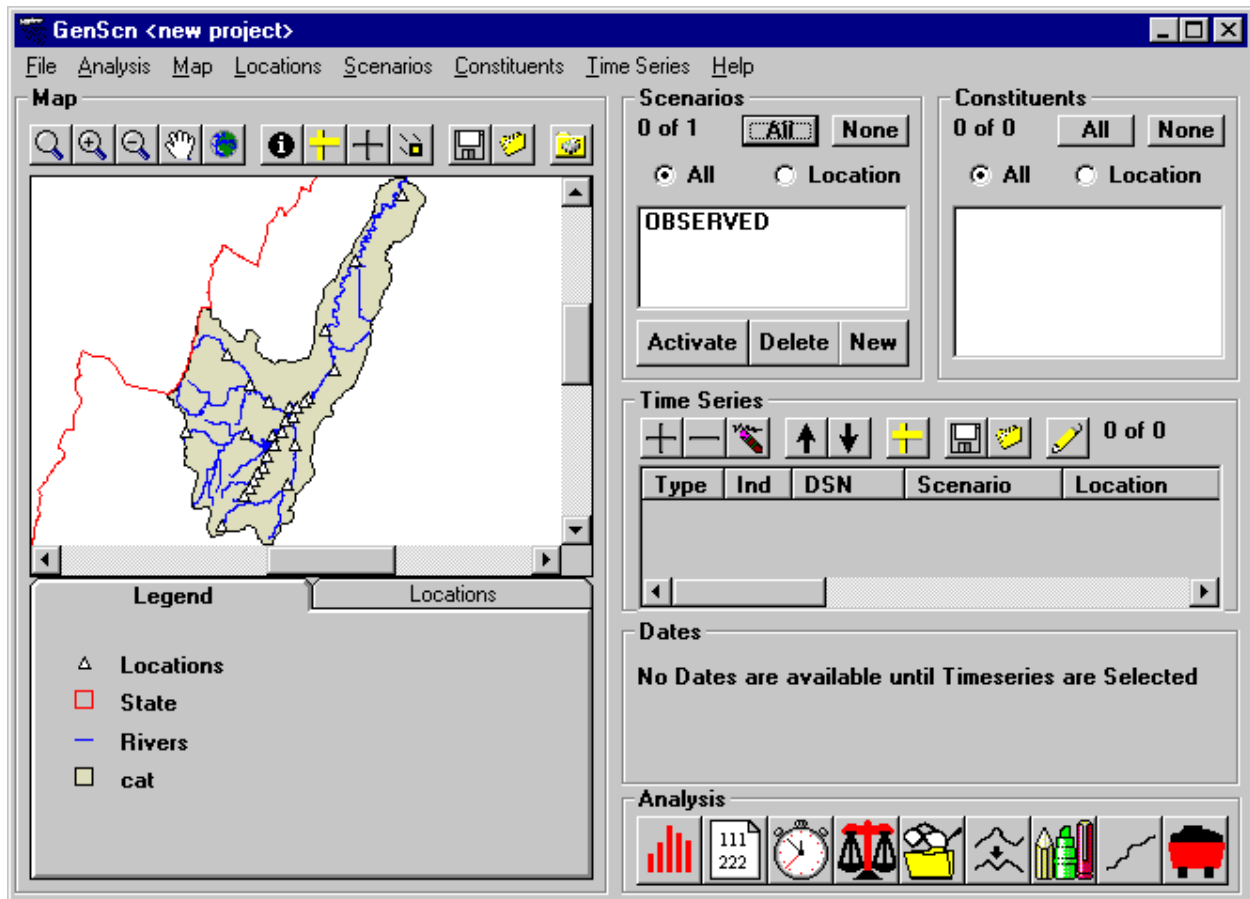 GenScn <new project>
File Analysis Map Locations Scenarios Constituents Time Series Help
Map
Legend
Locations
Locations
State
Rivers
cat
Scenarios
0 of 1 All None
All Location
OBSERVED
Activate Delete New
Constituents
0 of 0 All None
All Location
Time Series
0 of 0
Type Ind DSN Scenario Location
Dates
No Dates are available until Timeseries are Selected
Analysis
111
222